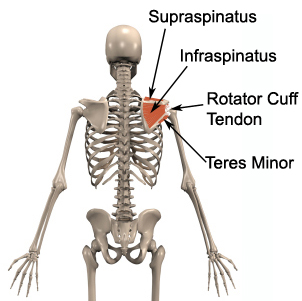 Supraspinatus
Infraspinatus
Rotator Cuff
Tendon
Teres Minor